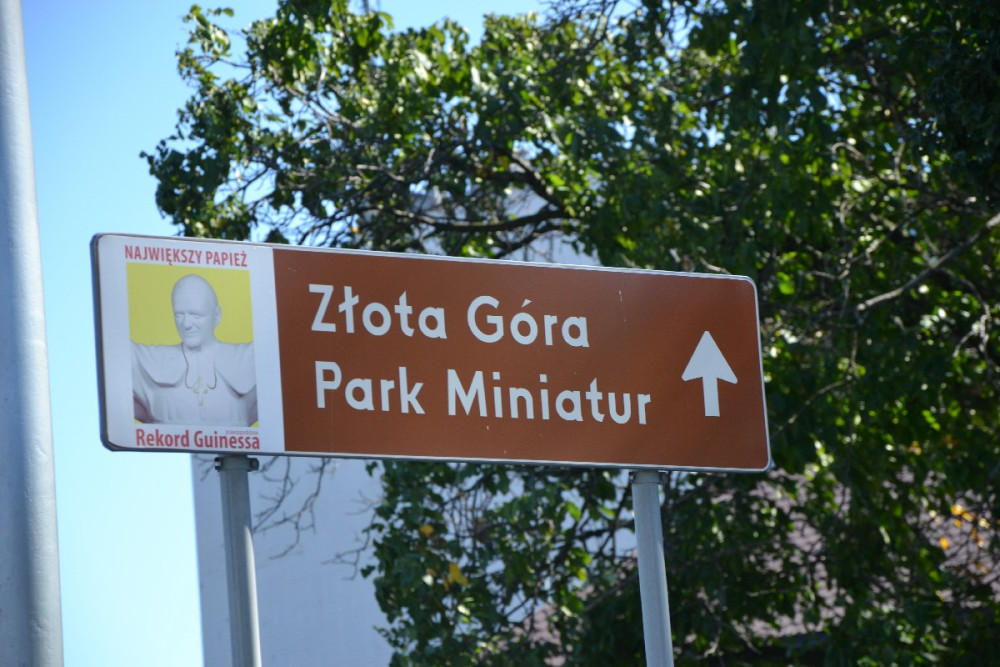 NAJWIĘKSZY PAPIEŻ
Rekord Guinessa
Złota Góra
Park Miniatur